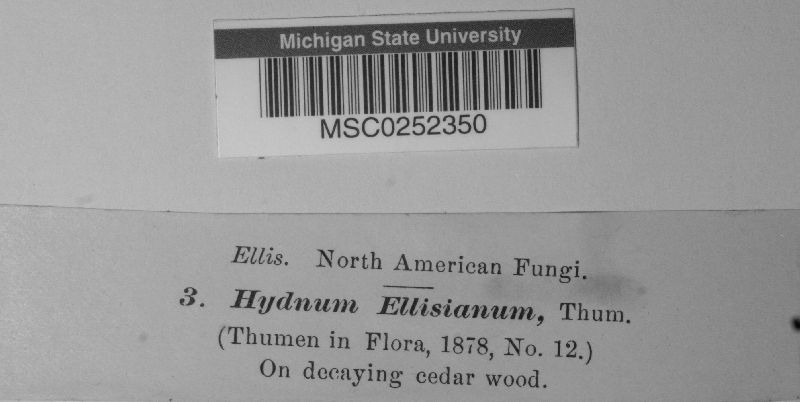 Michigan State University
MSC0252350
Ellis. North American Fungi.
3. Hydnum Ellisianum, Thum.
(Thumen in Flora, 1878, No. 12.)
On decaying cedar wood.